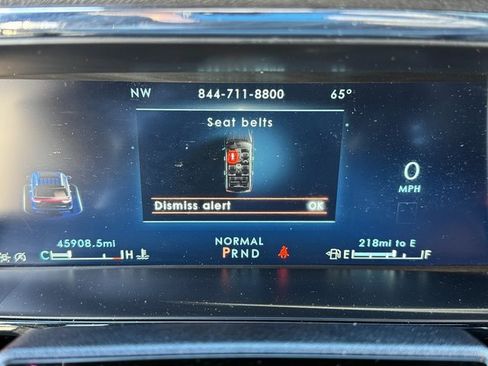 NW 844-711-8800 65°
Seat belts
0
MPH
Dismiss alert OK
45908.5mi NORMAL 218mi to E
C H PRND E F